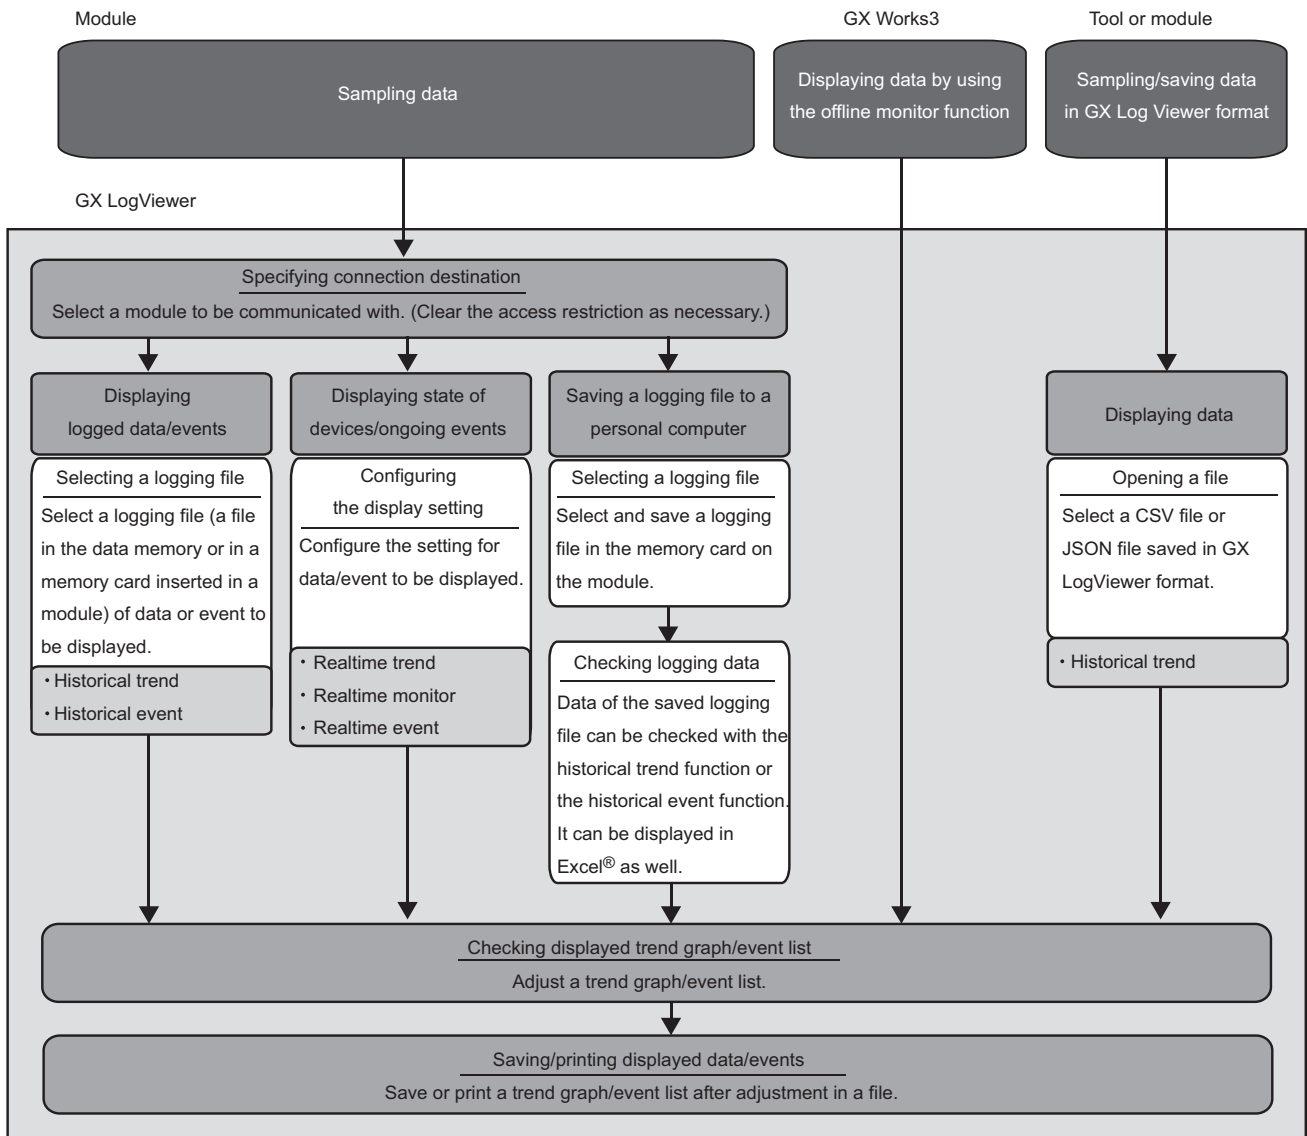 Module
GX Works3
Tool or module
Sampling data
Displaying data by using
the offline monitor function
Sampling/saving data
in GX Log Viewer format
GX LogViewer
Specifying connection destination
Select a module to be communicated with. (Clear the access restriction as necessary.)
Displaying
logged data/events
Selecting a logging file
Select a logging file (a file
in the data memory or in a
memory card inserted in a
module) of data or event to
be displayed.
・Historical trend
・Historical event
Displaying state of
devices/ongoing events
Configuring
the display setting
Configure the setting for
data/event to be displayed.
・Realtime trend
・Realtime monitor
・Realtime event
Saving a logging file to a
personal computer
Selecting a logging file
Select and save a logging
file in the memory card on
the module.
Checking logging data
Data of the saved logging
file can be checked with the
historical trend function or
the historical event function.
It can be displayed in
Excel® as well.
Displaying data
Opening a file
Select a CSV file or
JSON file saved in GX
LogViewer format.
・Historical trend
Checking displayed trend graph/event list
Adjust a trend graph/event list.
Saving/printing displayed data/events
Save or print a trend graph/event list after adjustment in a file.